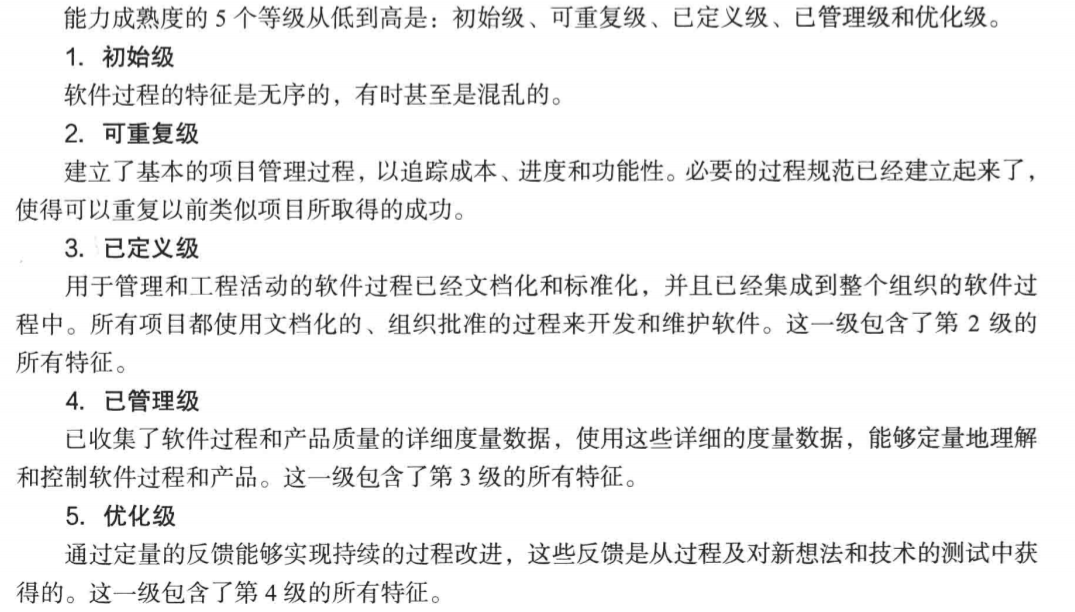 能力成熟度的 5 个等级从低到高是：初始级、可重复级、已定义级、已管理级和优化级。
1. 初始级
软件过程的特征是无序的，有时甚至是混乱的。
2. 可重复级
建立了基本的项目管理过程，以追踪成本、进度和功能性。必要的过程规范已经建立起来了，
使得可以重复以前类似项目所取得的成功。
3. 已定义级
用于管理和工程活动的软件过程已经文档化和标准化，并且已经集成到整个组织的软件过
程中。所有项目都使用文档化的、组织批准的过程来开发和维护软件。这一级包含了第 2 级的
所有特征。
4. 已管理级
已收集了软件过程和产品质量的详细度量数据，使用这些详细的度量数据，能够定量地理解
和控制软件过程和产品。这一级包含了第 3 级的所有特征。
5. 优化级
通过定量的反馈能够实现持续的过程改进，这些反馈是从过程及对新想法和技术的测试中获
得的。这一级包含了第 4 级的所有特征。